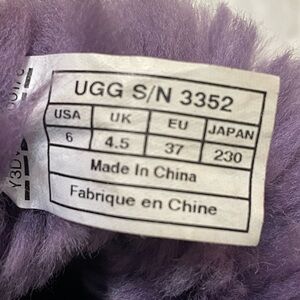 UGG S/N 3352
USA UK EU JAPAN
6 4.5 37 230
Made In China
Fabrique en Chine